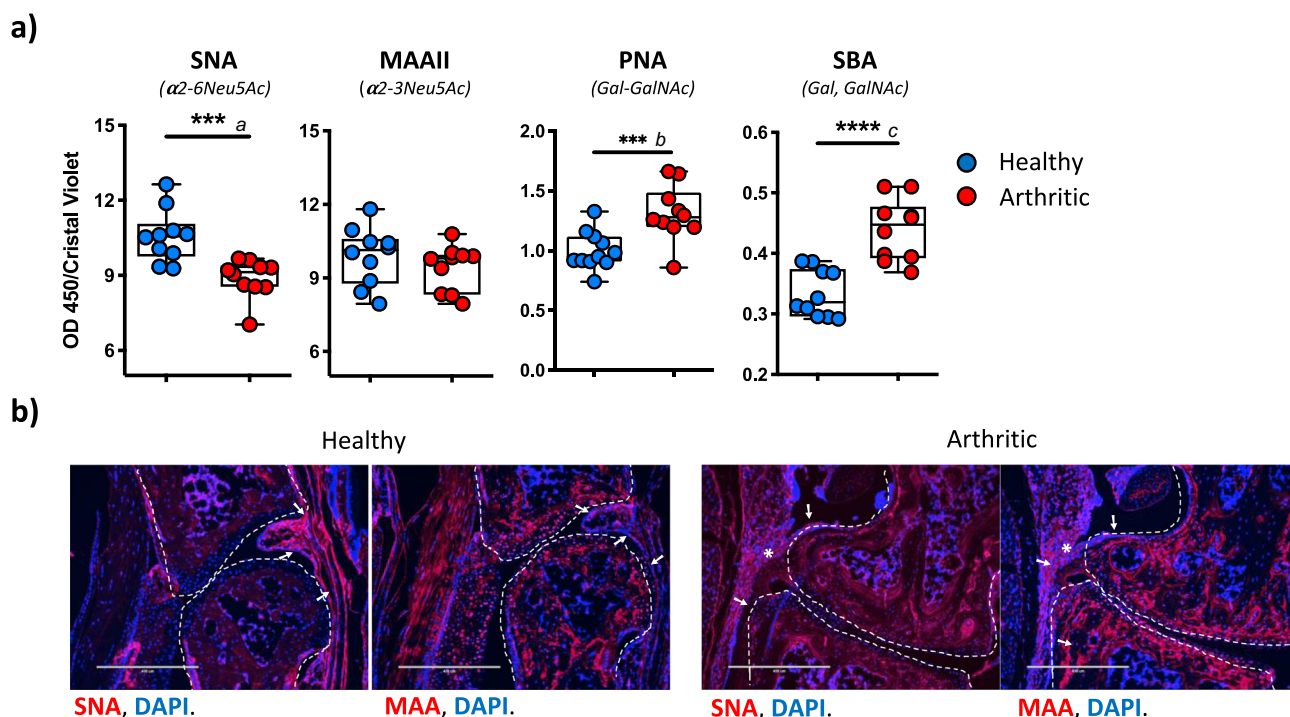 a)
SNA
(α2-6Neu5Ac)
MAAII
(α2-3Neu5Ac)
PNA
(Gal-GalNAc)
SBA
(Gal, GalNAc)
OD 450/Cristal Violet
15
12
9
6
*** a
15
12
9
6
2.0
1.5
1.0
0.5
0.0
*** b
0.6
0.5
0.4
0.3
0.2
**** c
Healthy
Arthritic
b)
Healthy
Arthritic
*
*
SNA, DAPI.
MAA, DAPI.
SNA, DAPI.
MAA, DAPI.